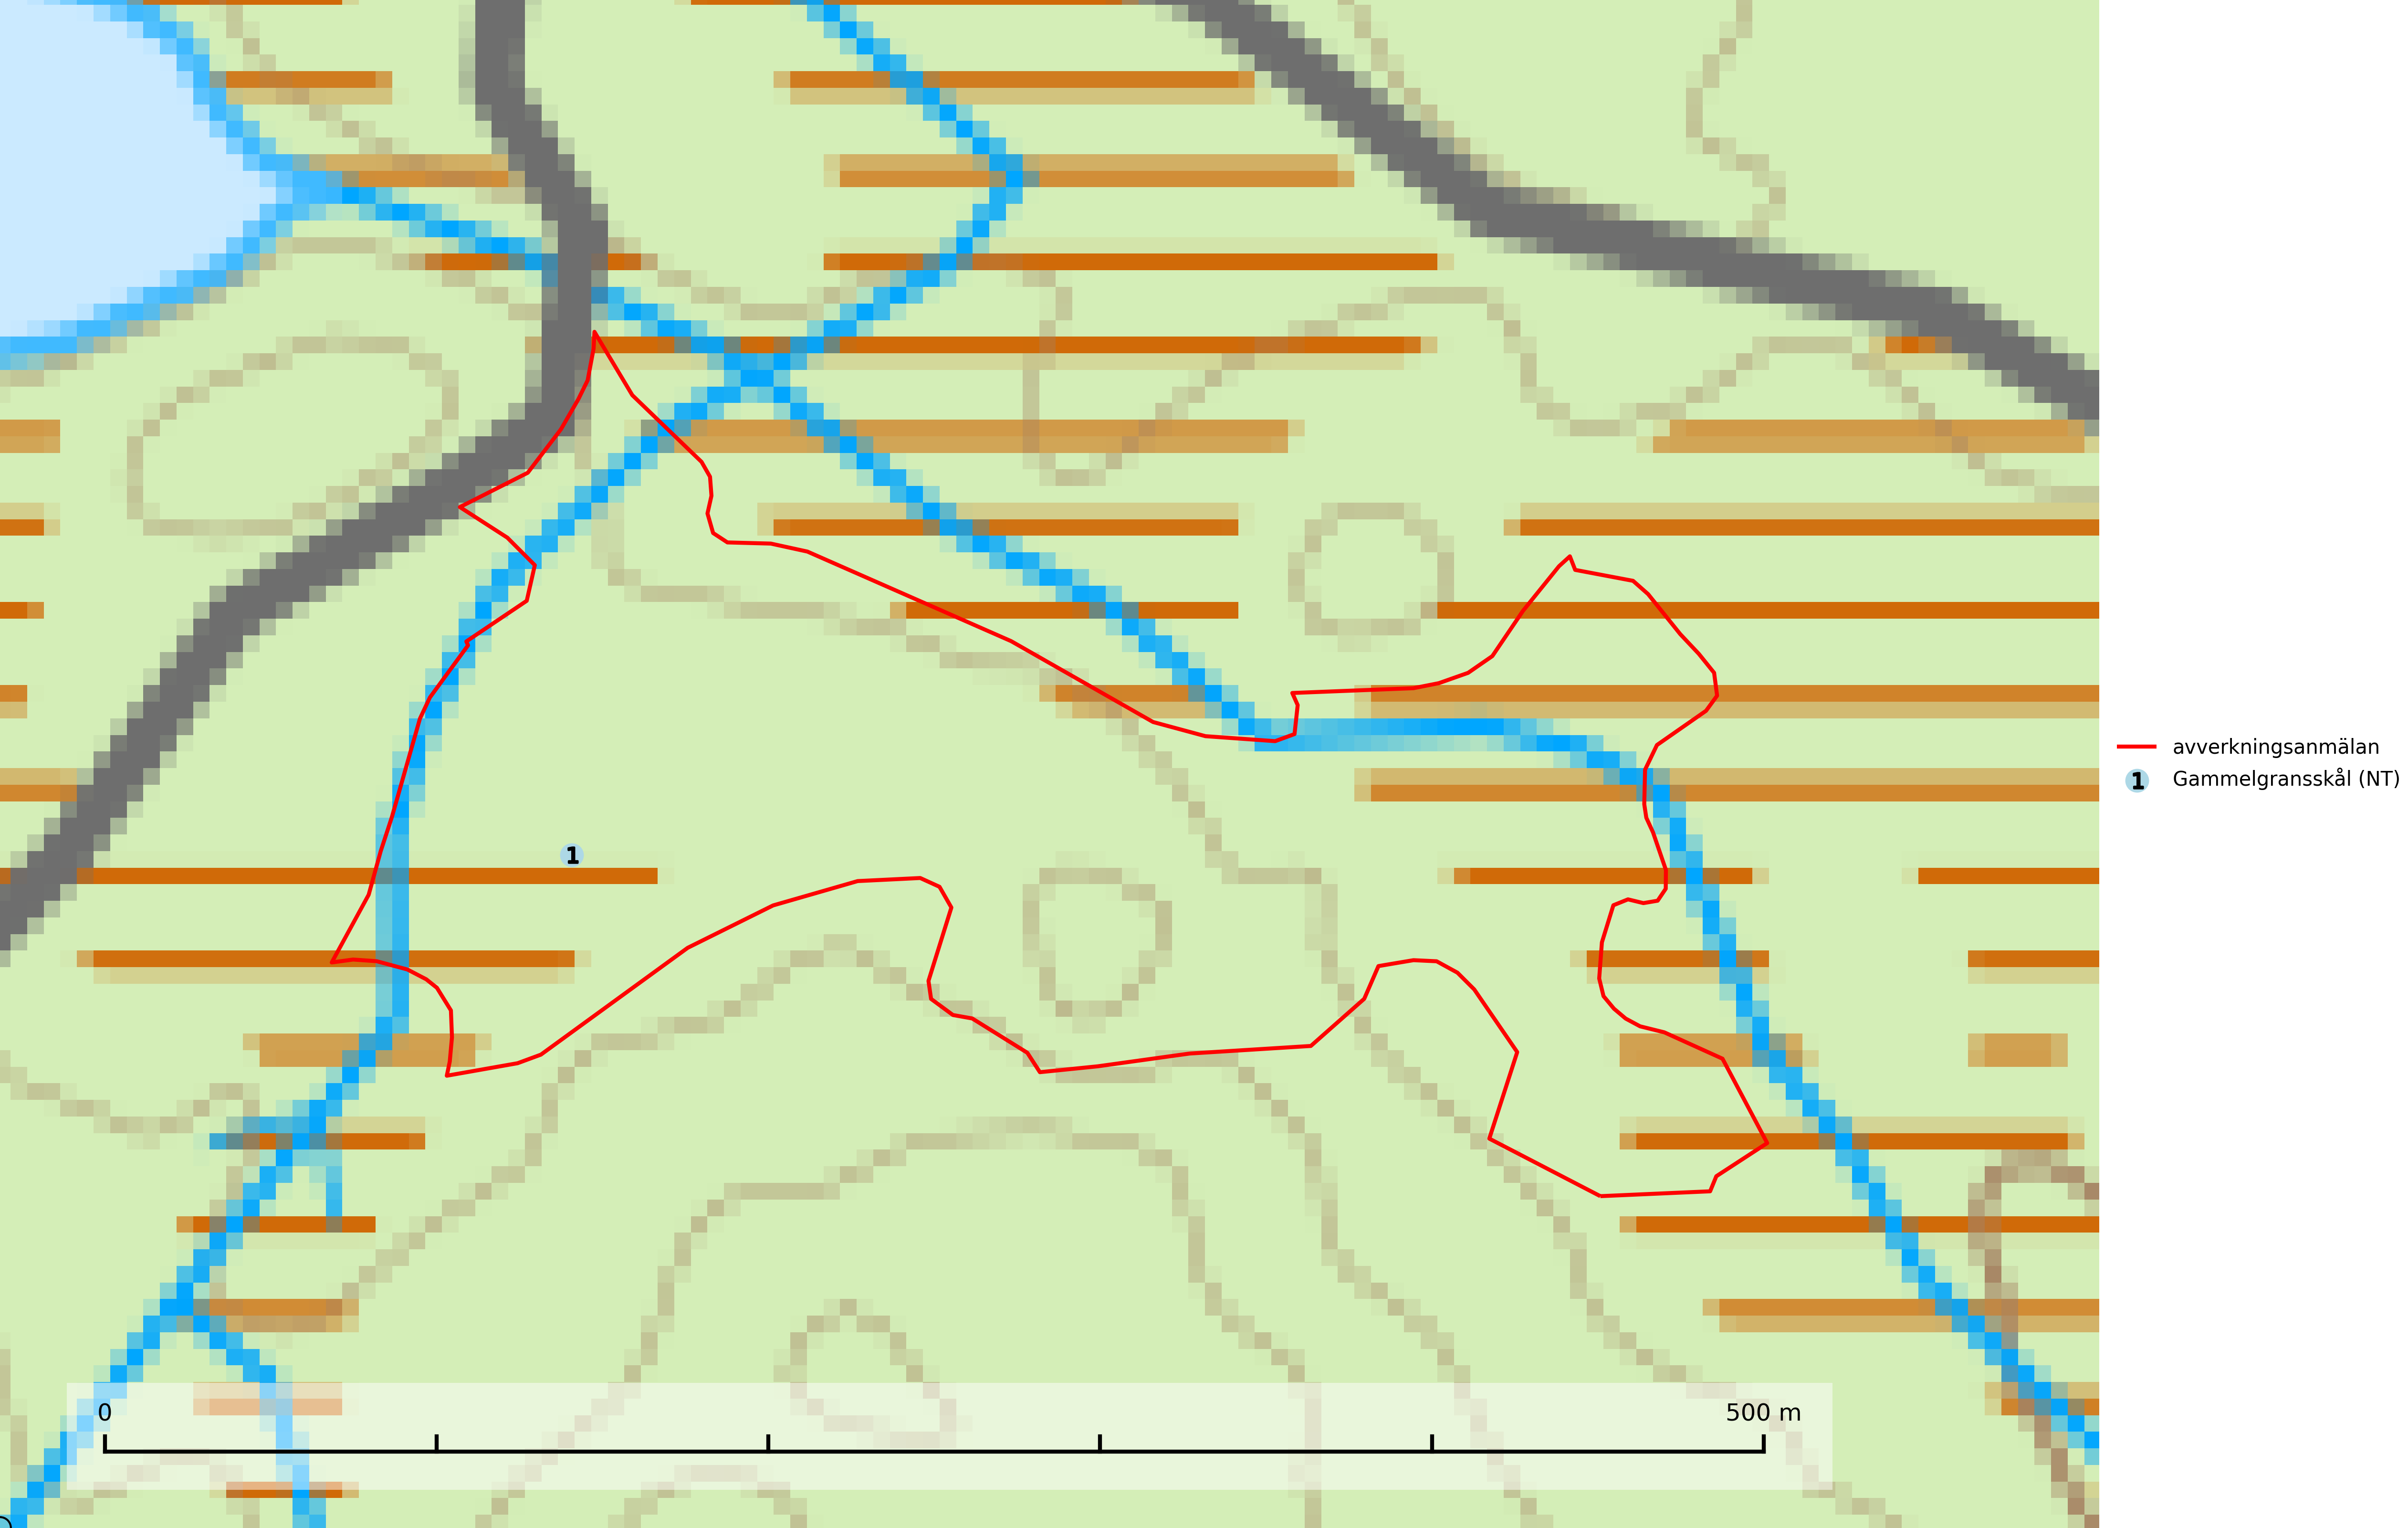 avverkningsanmälan
1 Gammelgransskål (NT)
1
0 500 m